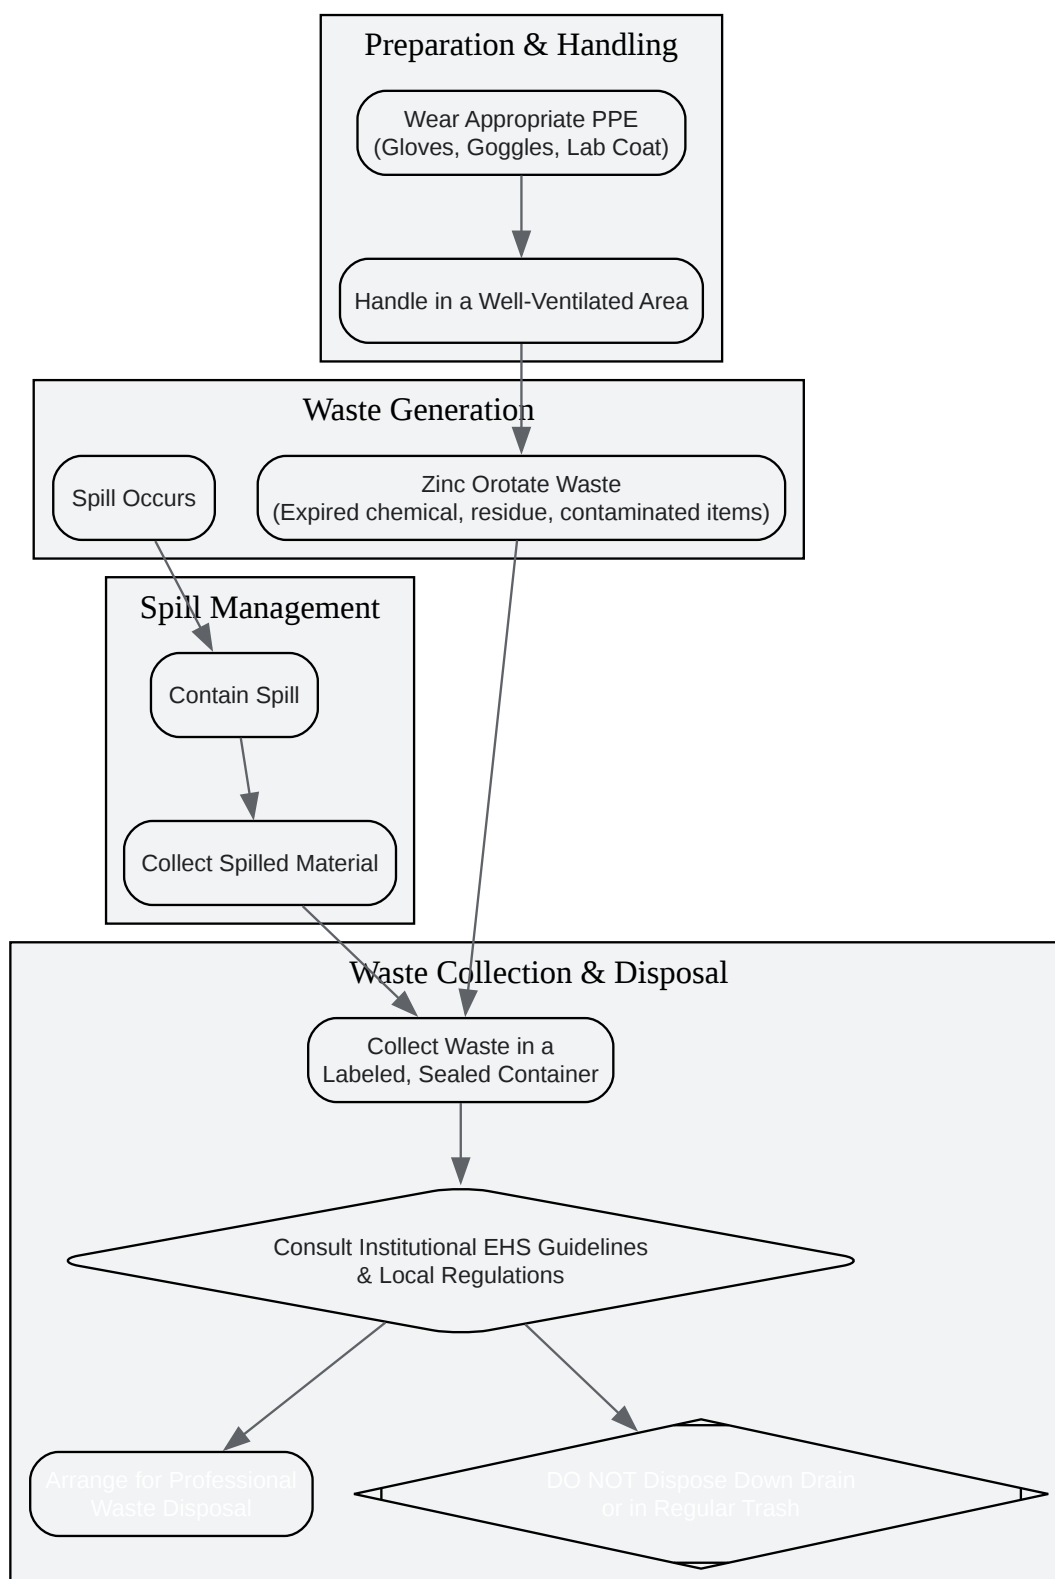 Preparation & Handling
Wear Appropriate PPE
(Gloves, Goggles, Lab Coat)
Handle in a Well-Ventilated Area
Waste Generation
Spill Occurs
Zinc Orotate Waste
(Expired chemical, residue, contaminated items)
Spill Management
Contain Spill
Collect Spilled Material
Waste Collection & Disposal
Collect Waste in a
Labeled, Sealed Container
Consult Institutional EHS Guidelines
& Local Regulations
Arrange for Professional
Waste Disposal
DO NOT Dispose Down Drain
or in Regular Trash